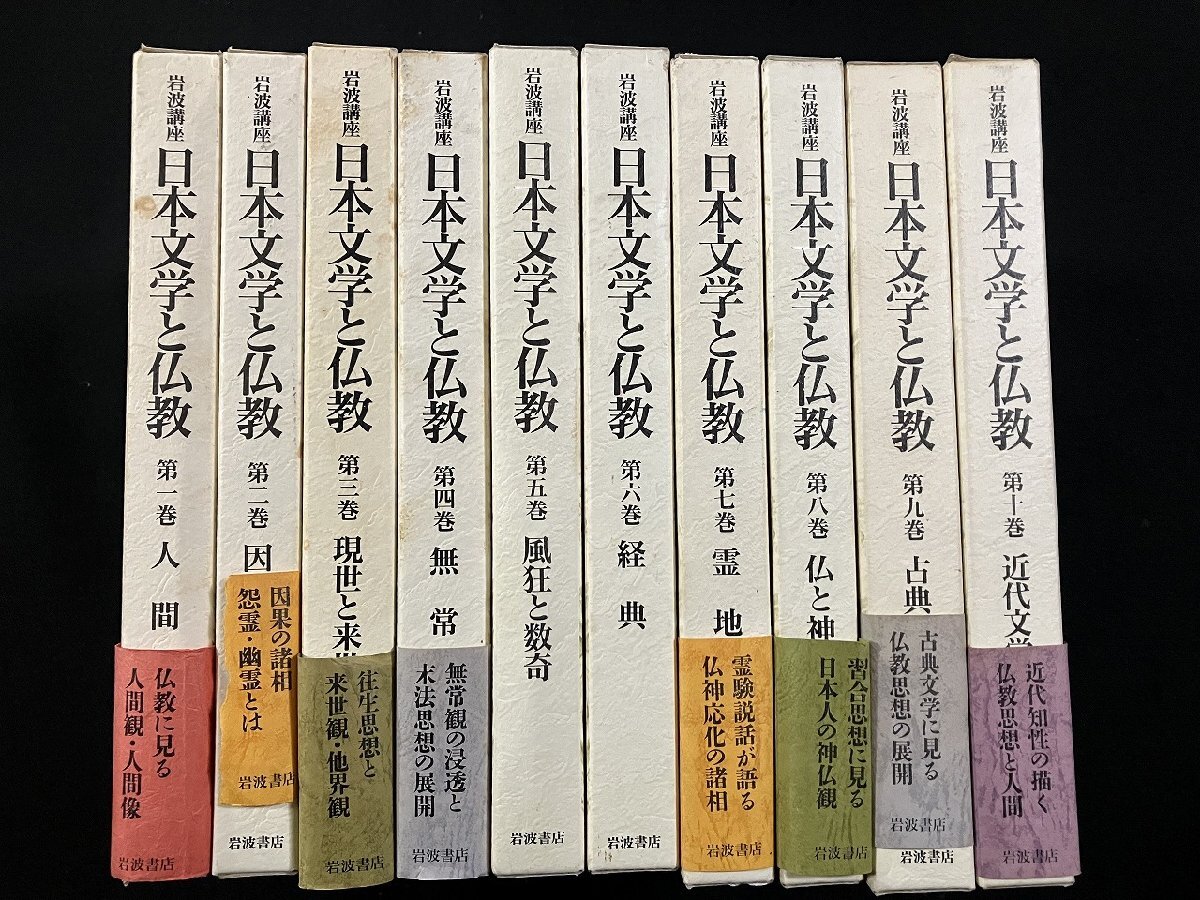 岩波講座
日本文学と仏教
第一巻
人間
仏教に見る
人間観・人間像
岩波書店
岩波講座
日本文学と仏教
第二巻
因
因果の諸相
怨霊・幽霊とは
岩波書店
岩波書店
岩波講座
日本文学と仏教
第三巻
現世と来世
往生思想と
来世観・他界観
岩波書店
岩波講座
日本文学と仏教
第四巻
無常
無常観の浸透と
末法思想の展開
岩波書店
岩波講座
日本文学と仏教
第五巻
風狂と数奇
岩波書店
岩波講座
日本文学と仏教
第六巻
経典
岩波書店
岩波講座
日本文学と仏教
第七巻
霊地
霊験説話が語る
仏神応化の諸相
岩波書店
岩波講座
日本文学と仏教
第八巻
仏と神
習合思想に見る
日本人の神仏観
岩波書店
岩波講座
日本文学と仏教
第九巻
古典
古典文学に見る
仏教思想の展開
岩波書店
岩波書店
岩波講座
日本文学と仏教
第十巻
近代文学
近代知性の描く
仏教思想と人間
岩波書店